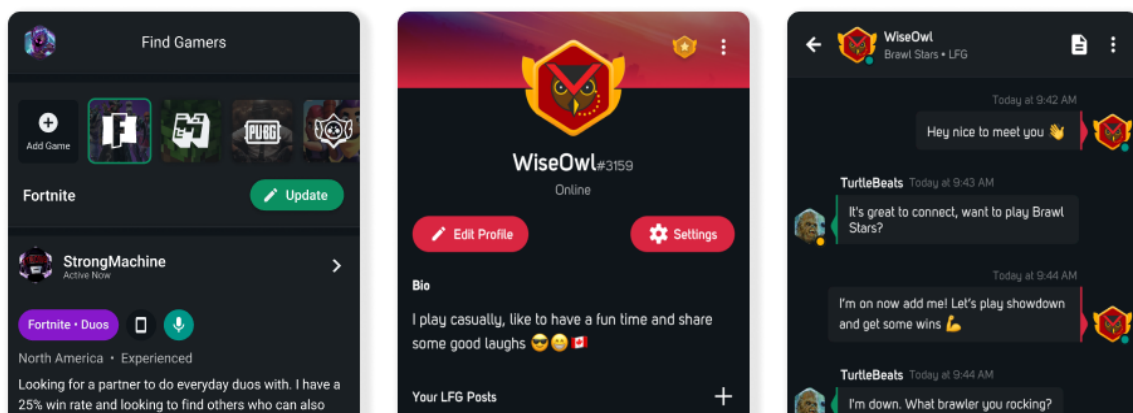 Find Gamers
Add Game
PUBG
Fortnite
Update
StrongMachine
Active Now
Fortnite • Duos
North America • Experienced
Looking for a partner to do everyday duos with. I have a
25% win rate and looking to find others who can also
WiseOwl#3159
Online
Edit Profile
Settings
Bio
I play casually, like to have a fun time and share
some good laughs 😎😁🇨🇦
Your LFG Posts
WiseOwl
Brawl Stars • LFG
Today at 9:42 AM
Hey nice to meet you 👋
TurtleBeats Today at 9:43 AM
It's great to connect, want to play Brawl
Stars?
Today at 9:44 AM
I'm on now add me! Let's play showdown
and get some wins 💪
TurtleBeats Today at 9:44 AM
I'm down. What brawler you rocking?